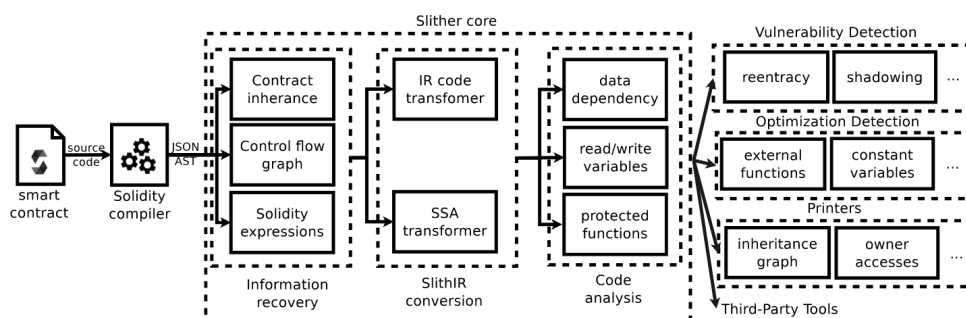 Slither core
Vulnerability Detection
Contract
inherance
IR code
transfomer
data
dependency
reentracy
shadowing
...
Optimization Detection
source
code
JSON
AST
Control flow
graph
read/write
variables
external
functions
constant
variables
...
smart
contract
Solidity
compiler
Solidity
expressions
SSA
transformer
protected
functions
Printers
inheritance
graph
owner
accesses
...
Information
recovery
SlithIR
conversion
Code
analysis
Third-Party Tools